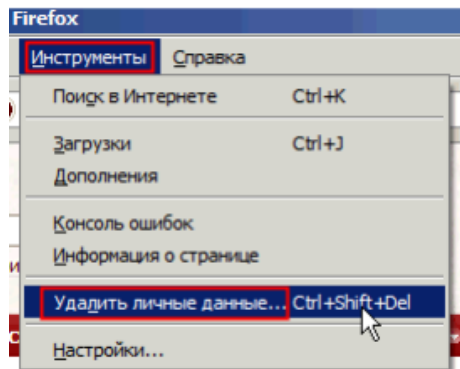 Firefox
Инструменты Справка
Поиск в Интернете Ctrl+K
Загрузки Ctrl+J
Дополнения
Консоль ошибок
Информация о странице
Удалить личные данные... Ctrl+Shift+Del
Настройки...